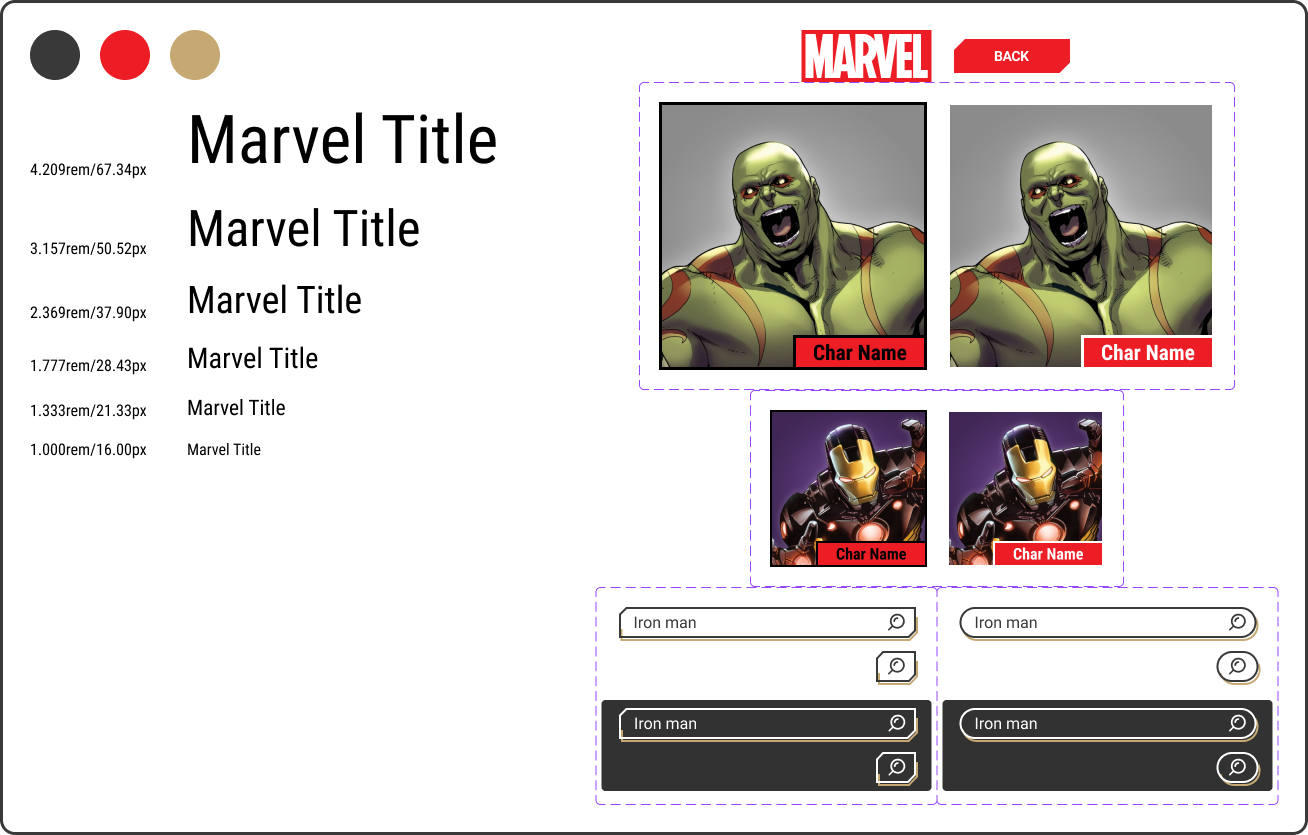 4.209rem/67.34px
Marvel Title
3.157rem/50.52px
Marvel Title
2.369rem/37.90px
Marvel Title
1.777rem/28.43px
Marvel Title
1.333rem/21.33px
Marvel Title
1.000rem/16.00px
Marvel Title
MARVEL
BACK
Char Name
Char Name
Char Name
Char Name
Iron man
Iron man
Iron man
Iron man